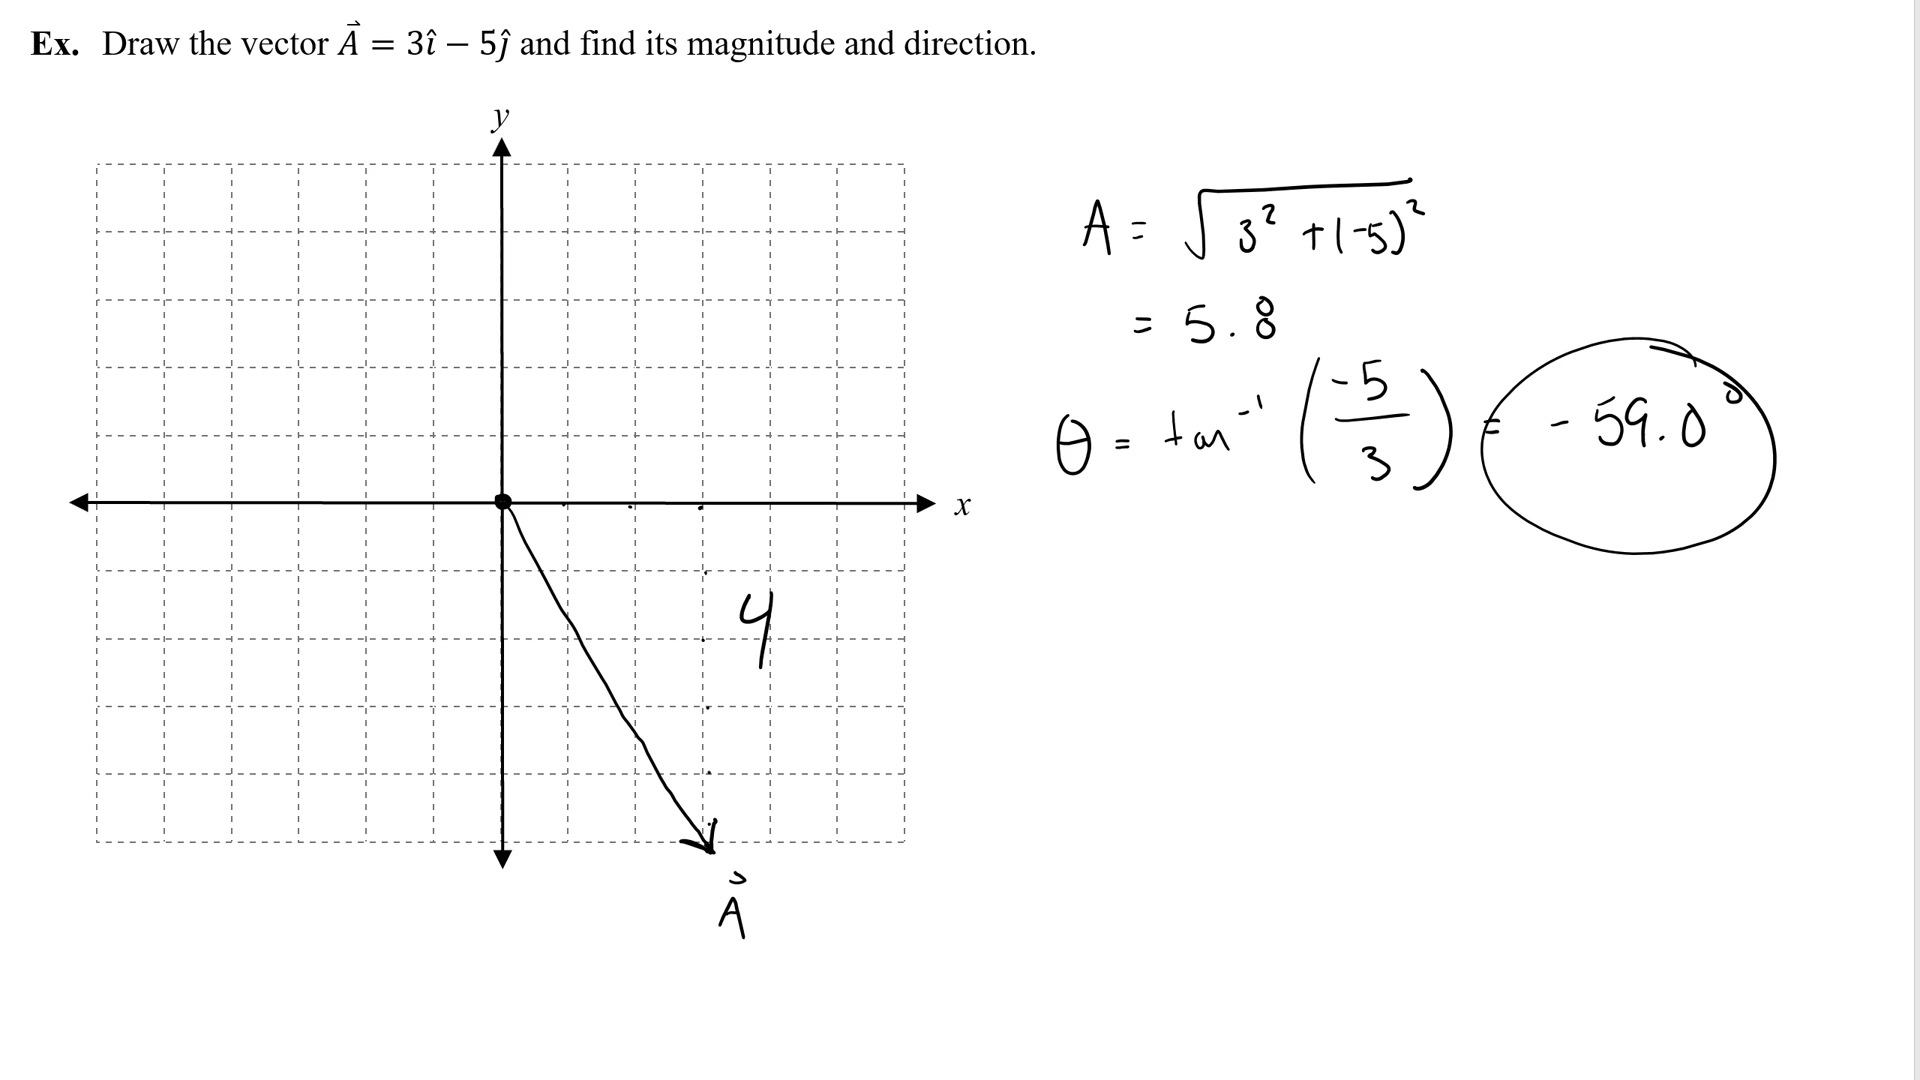 Ex. Draw the vector A⃗ = 3î − 5ĵ and find its magnitude and direction.
y
x
A = √(3² + (-5)²)
= 5.8
θ = tan⁻¹ (-5/3) = - 59.0°
4
A⃗